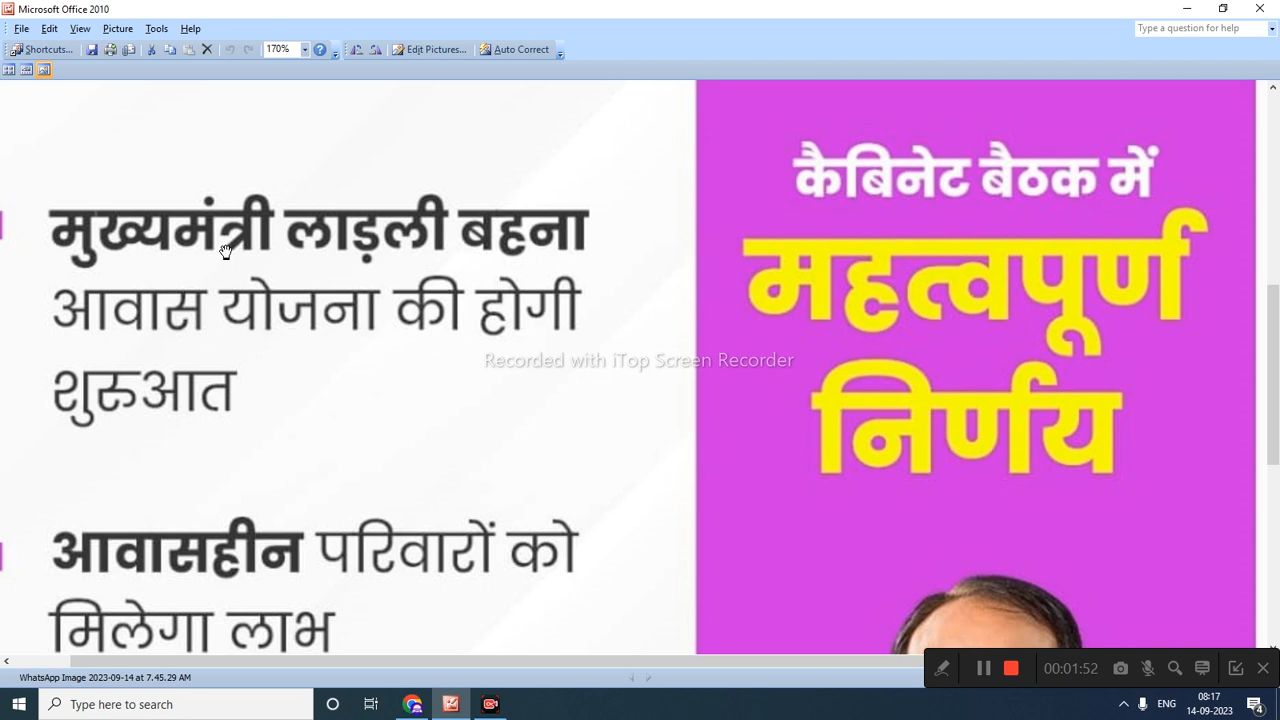 Microsoft Office 2010
File Edit View Picture Tools Help
Type a question for help
Shortcuts... 170% Edit Pictures... Auto Correct
कैबिनेट बैठक में
महत्वपूर्ण
निर्णय
मुख्यमंत्री लाड़ली बहना
आवास योजना की होगी
शुरुआत
Recorded with iTop Screen Recorder
आवासहीन परिवारों को
मिलेगा लाभ
00:01:52
WhatsApp Image 2023-09-14 at 7.45.29 AM
Type here to search
ENG
08:17
14-09-2023
4